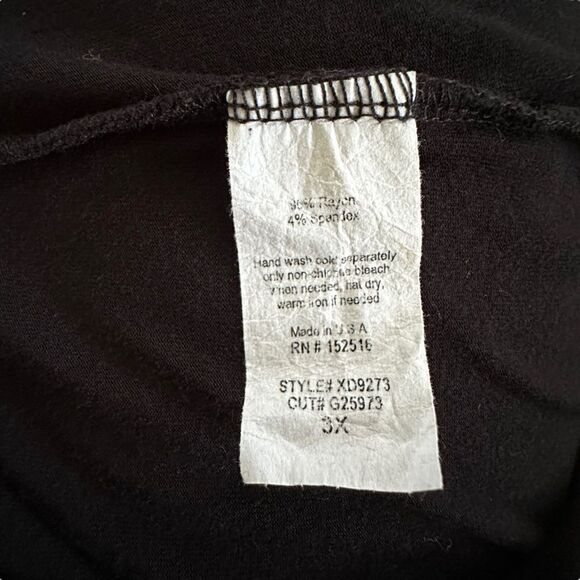 96% Rayon
4% Spandex
Hand wash cold separately
only non-chlorine bleach
when needed, flat dry,
warm iron if needed
Made in U S A
RN # 152516
STYLE# XD9273
CUT# G25973
3X